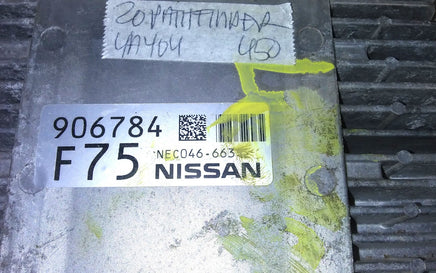 20 PATHFINDER
4A404 450
906784
NEC046-663
F75 NISSAN